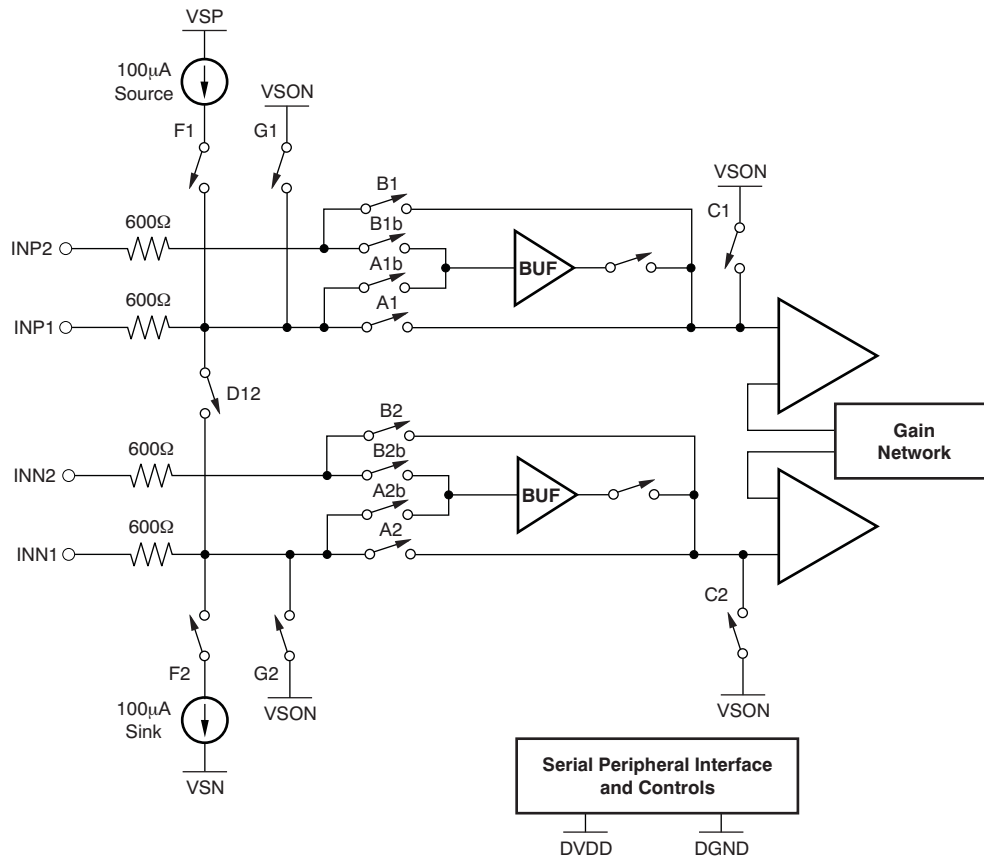 VSP
100μA
Source
VSON
F1
G1
VSON
B1
C1
600Ω
B1b
INP2
BUF
A1b
600Ω
A1
INP1
D12
B2
Gain
Network
600Ω
B2b
INN2
BUF
A2b
600Ω
A2
INN1
C2
F2
G2
100μA
Sink
VSON
VSON
VSN
Serial Peripheral Interface
and Controls
DVDD
DGND